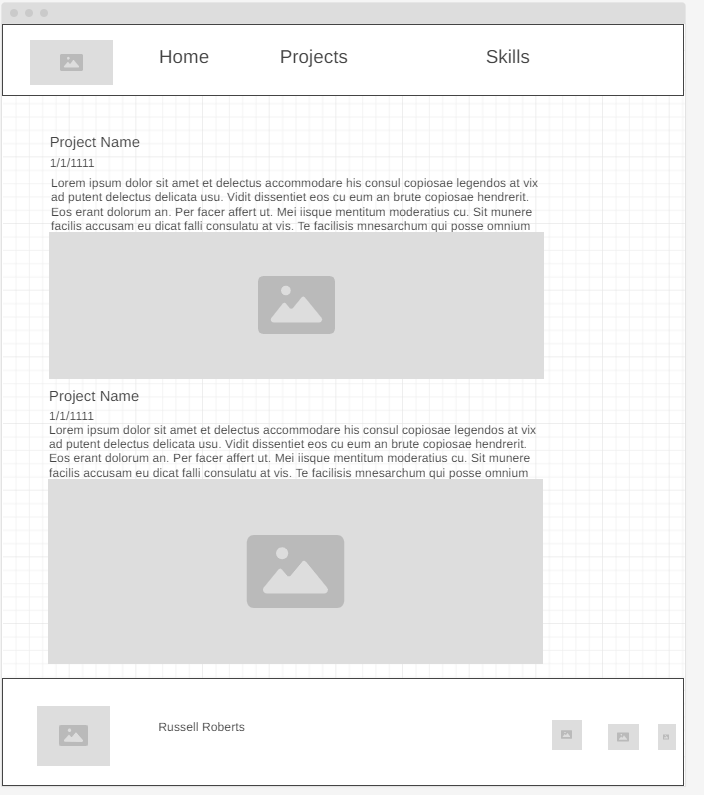 Home Projects Skills
Project Name
1/1/1111
Lorem ipsum dolor sit amet et delectus accommodare his consul copiosae legendos at vix
ad putent delectus delicata usu. Vidit dissentiet eos cu eum an brute copiosae hendrerit.
Eos erant dolorum an. Per facer affert ut. Mei iisque mentitum moderatius cu. Sit munere
facilis accusam eu dicat falli consulatu at vis. Te facilisis mnesarchum qui posse omnium
Project Name
1/1/1111
Lorem ipsum dolor sit amet et delectus accommodare his consul copiosae legendos at vix
ad putent delectus delicata usu. Vidit dissentiet eos cu eum an brute copiosae hendrerit.
Eos erant dolorum an. Per facer affert ut. Mei iisque mentitum moderatius cu. Sit munere
facilis accusam eu dicat falli consulatu at vis. Te facilisis mnesarchum qui posse omnium
Russell Roberts